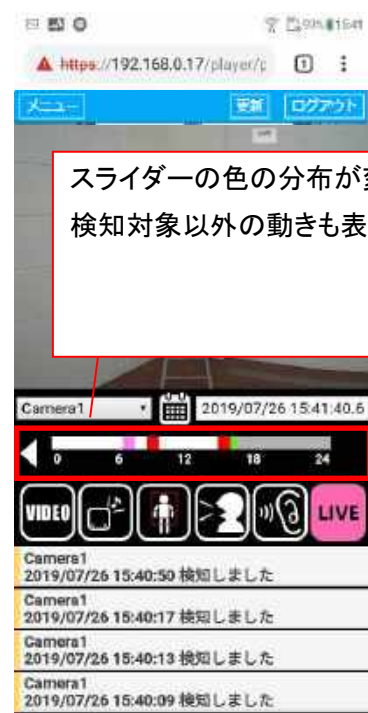 15:41
https://192.168.0.17/player/p
1
メニュー
更新
ログアウト
スライダーの色の分布が
検知対象以外の動きも表
Camera1
2019/07/26 15:41:40.6
0 6 12 18 24
VIDEO
LIVE
Camera1
2019/07/26 15:40:50 検知しました
Camera1
2019/07/26 15:40:17 検知しました
Camera1
2019/07/26 15:40:13 検知しました
Camera1
2019/07/26 15:40:09 検知しました